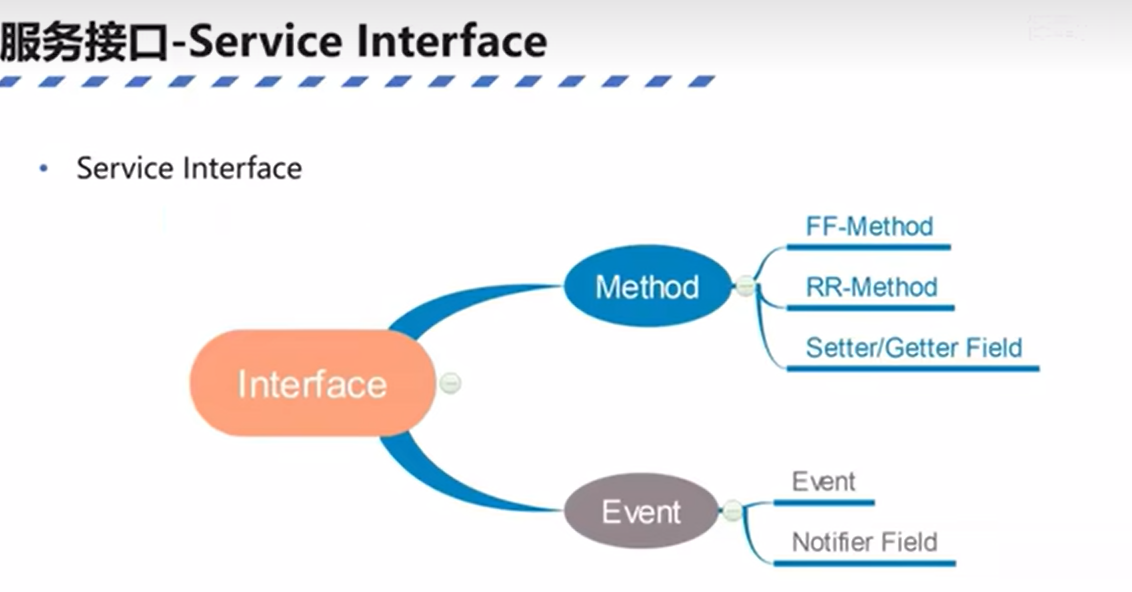 服务接口-Service Interface
• Service Interface
Interface
Method
FF-Method
RR-Method
Setter/Getter Field
Event
Event
Notifier Field